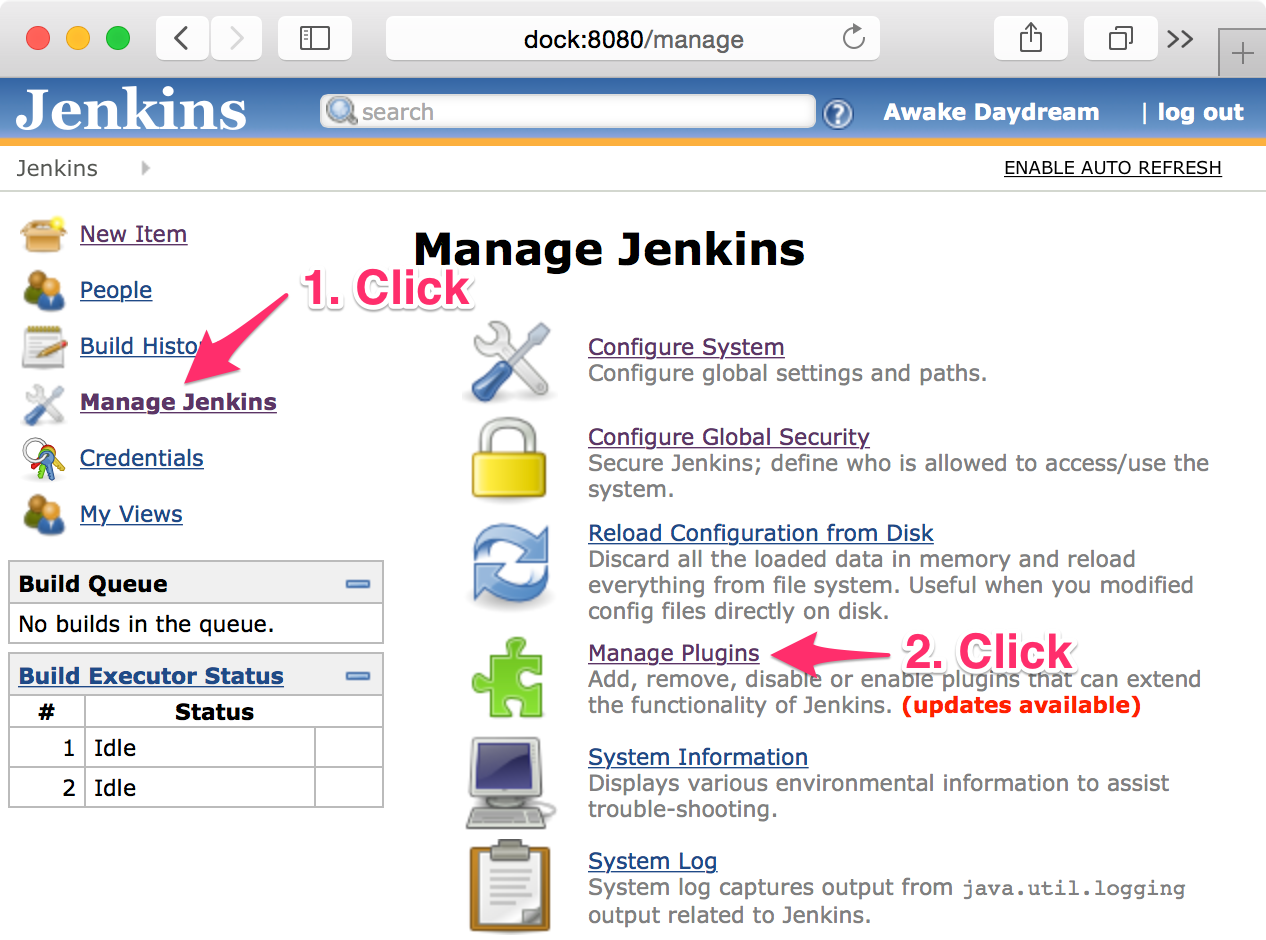 dock:8080/manage
Jenkins
search
?
Awake Daydream
| log out
Jenkins
ENABLE AUTO REFRESH
New Item
People
Build Histo
Manage Jenkins
Credentials
My Views
Build Queue
No builds in the queue.
Build Executor Status
# Status
1 Idle
2 Idle
Manage Jenkins
1. Click
Configure System
Configure global settings and paths.
Configure Global Security
Secure Jenkins; define who is allowed to access/use the
system.
Reload Configuration from Disk
Discard all the loaded data in memory and reload
everything from file system. Useful when you modified
config files directly on disk.
Manage Plugins
2. Click
Add, remove, disable or enable plugins that can extend
the functionality of Jenkins. (updates available)
System Information
Displays various environmental information to assist
trouble-shooting.
System Log
System log captures output from java.util.logging
output related to Jenkins.